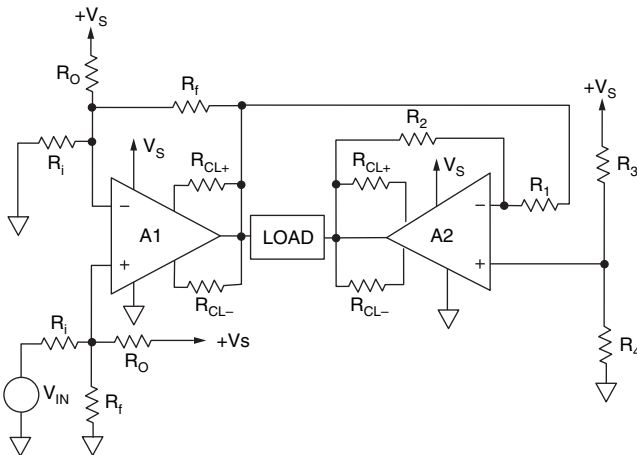 +V_S
R_O
R_f
R_i
V_S
R_CL+
A1
−
+
R_CL−
LOAD
R_2
R_CL+
V_S
−
A2
+
R_CL−
R_1
+V_S
R_3
R_4
R_i
R_O
+Vs
V_IN
R_f